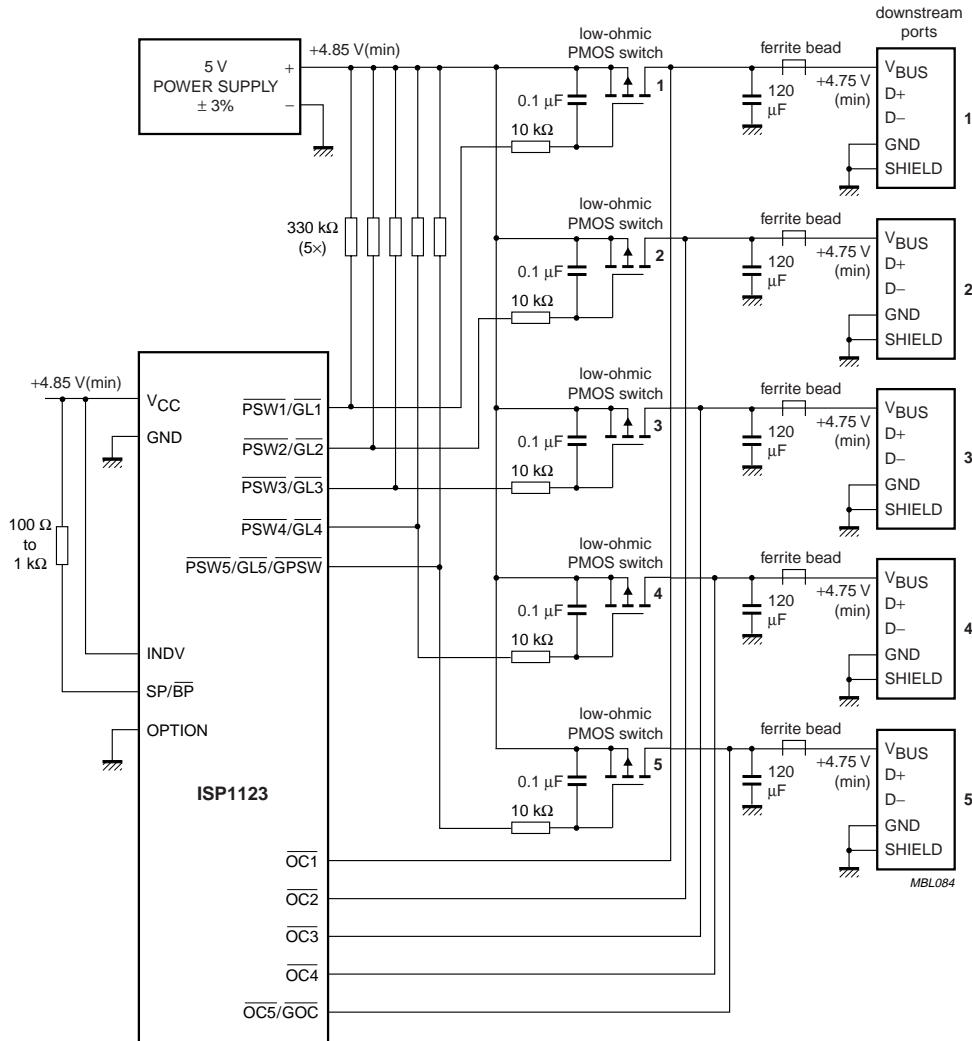 downstream
ports
low-ohmic
PMOS switch
ferrite bead
+4.85 V(min)
5 V
POWER SUPPLY
± 3%
+
−
0.1 μF
1
10 kΩ
120
μF
+4.75 V
(min)
VBUS
D+
D−
GND
SHIELD
1
330 kΩ
(5×)
low-ohmic
PMOS switch
ferrite bead
0.1 μF
2
10 kΩ
120
μF
+4.75 V
(min)
VBUS
D+
D−
GND
SHIELD
2
low-ohmic
PMOS switch
ferrite bead
0.1 μF
3
10 kΩ
120
μF
+4.75 V
(min)
VBUS
D+
D−
GND
SHIELD
3
low-ohmic
PMOS switch
ferrite bead
0.1 μF
4
10 kΩ
120
μF
+4.75 V
(min)
VBUS
D+
D−
GND
SHIELD
4
low-ohmic
PMOS switch
ferrite bead
0.1 μF
5
10 kΩ
120
μF
+4.75 V
(min)
VBUS
D+
D−
GND
SHIELD
5
MBL084
+4.85 V(min)
100 Ω
to
1 kΩ
VCC
GND
INDV
SP/BP
OPTION
ISP1123
PSW1/GL1
PSW2/GL2
PSW3/GL3
PSW4/GL4
PSW5/GL5/GPSW
OC1
OC2
OC3
OC4
OC5/GOC